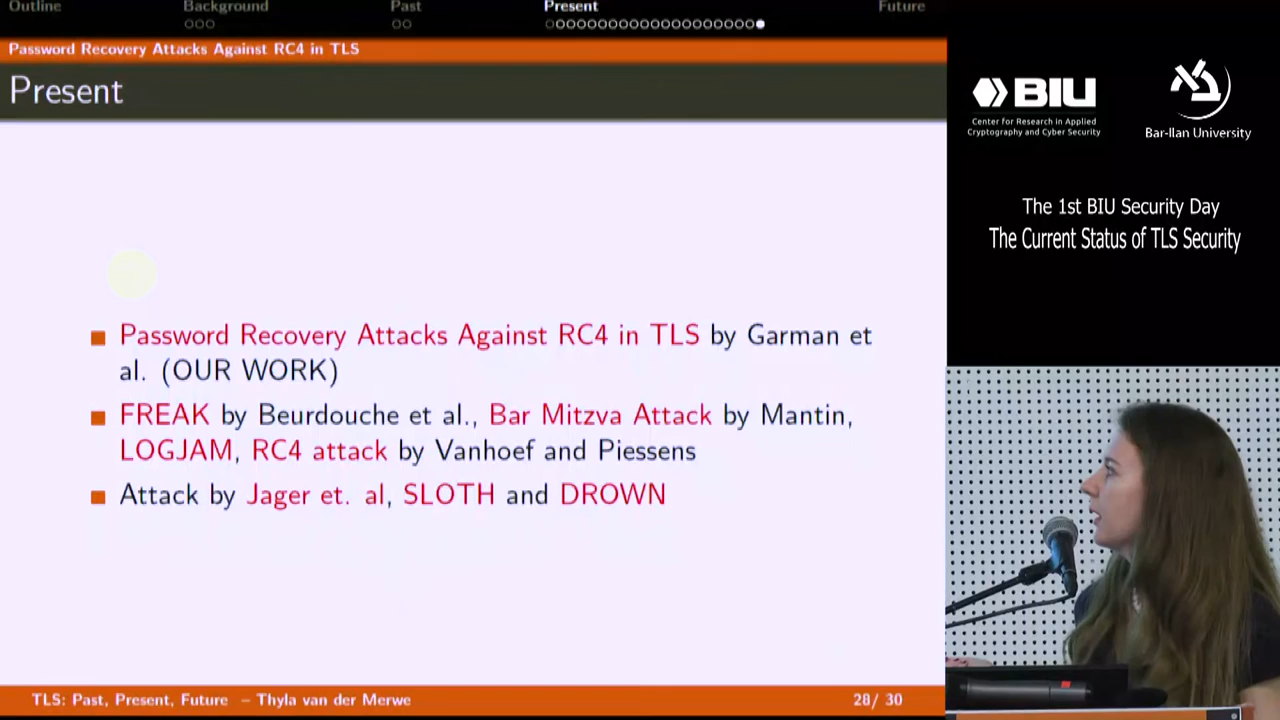 Outline Background Past Present Future
Password Recovery Attacks Against RC4 in TLS
Present
Password Recovery Attacks Against RC4 in TLS by Garman et
al. (OUR WORK)
FREAK by Beurdouche et al., Bar Mitzva Attack by Mantin,
LOGJAM, RC4 attack by Vanhoef and Piessens
Attack by Jager et. al, SLOTH and DROWN
TLS: Past, Present, Future – Thyla van der Merwe 28/ 30
BIU
Center for Research in Applied
Cryptography and Cyber Security
Bar-Ilan University
The 1st BIU Security Day
The Current Status of TLS Security